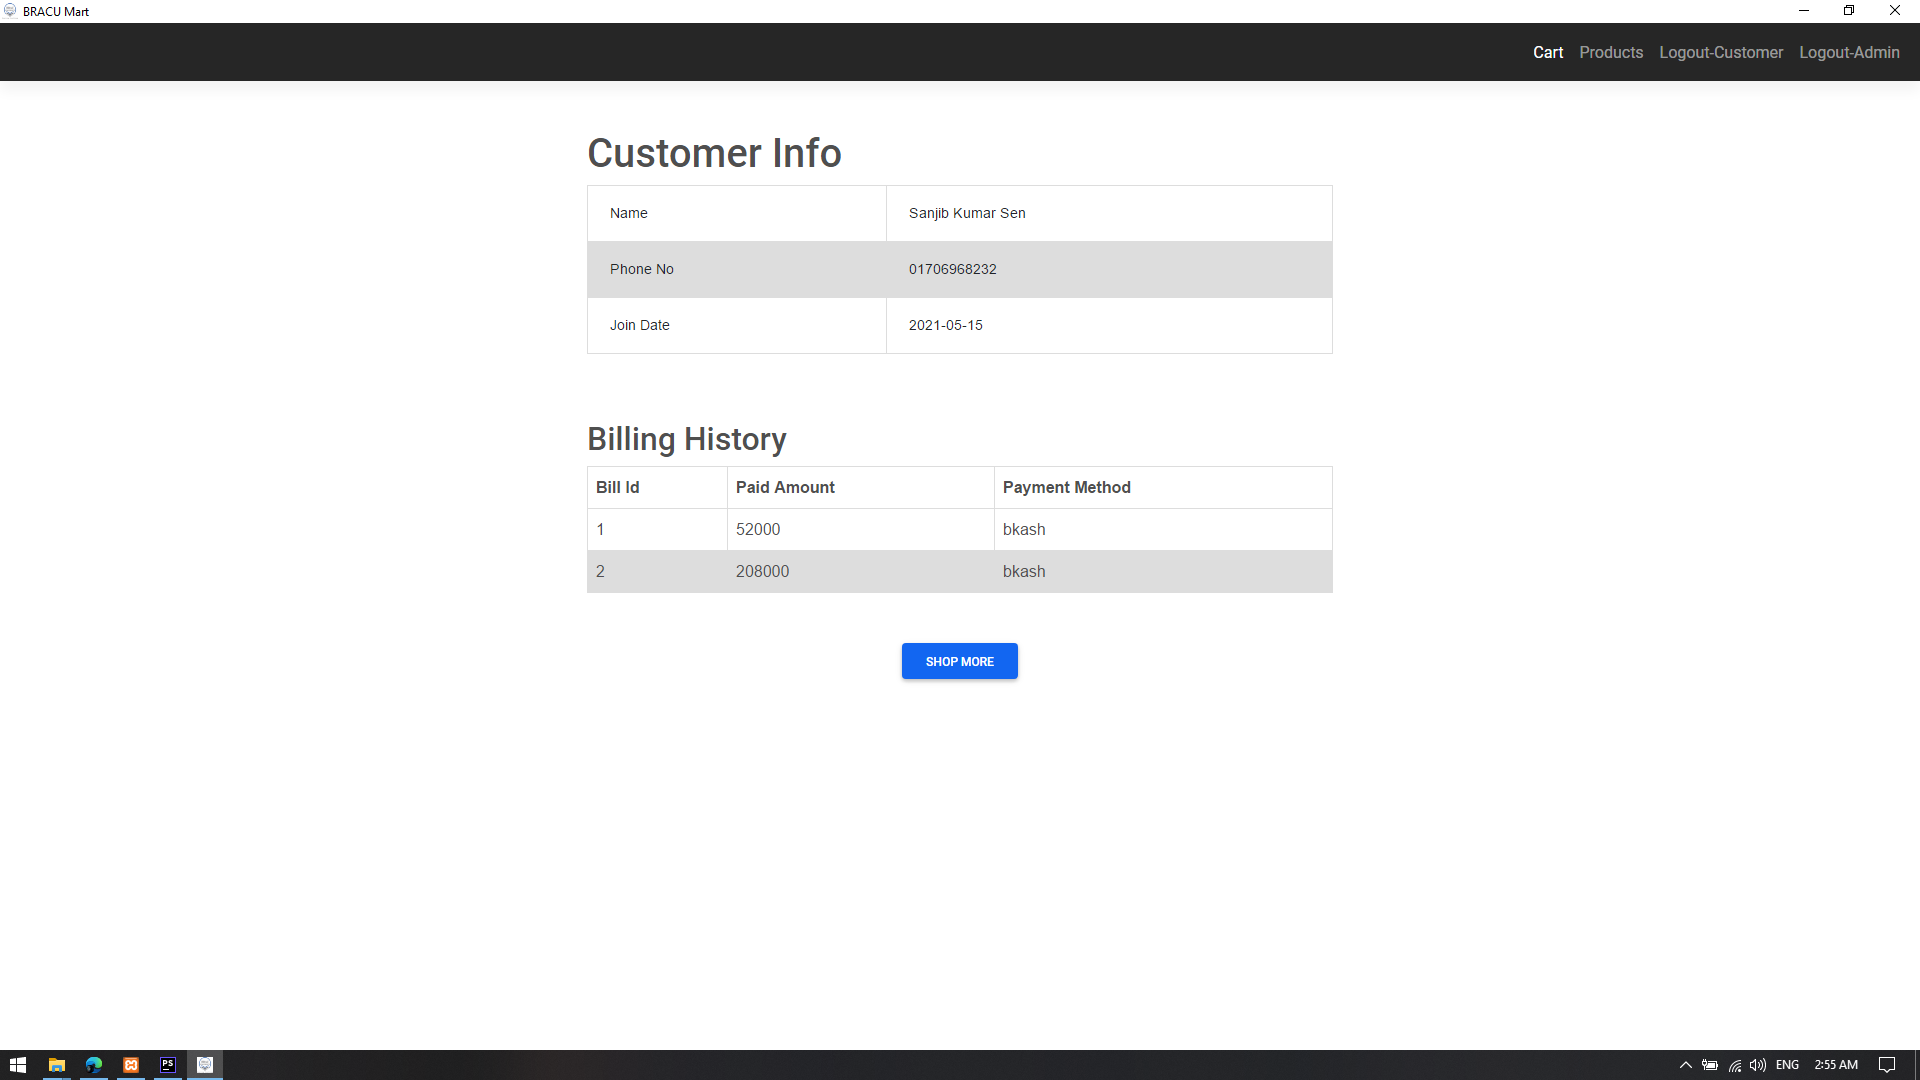 BRACU Mart
Cart Products Logout-Customer Logout-Admin
Customer Info
Name Sanjib Kumar Sen
Phone No 01706968232
Join Date 2021-05-15
Billing History
Bill Id Paid Amount Payment Method
1 52000 bkash
2 208000 bkash
SHOP MORE
PS
ENG 2:55 AM